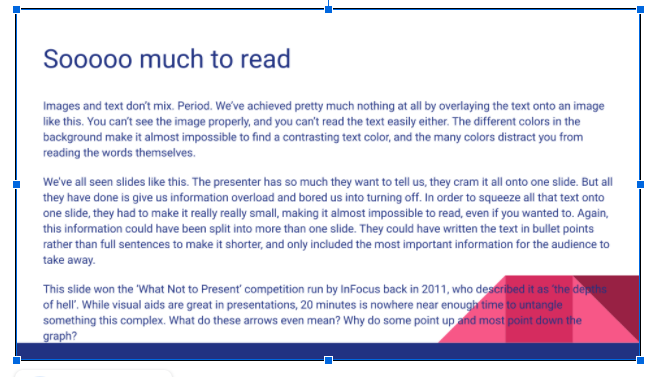 Sooooo much to read
Images and text don't mix. Period. We've achieved pretty much nothing at all by overlaying the text onto an image
like this. You can't see the image properly, and you can't read the text easily either. The different colors in the
background make it almost impossible to find a contrasting text color, and the many colors distract you from
reading the words themselves.
We've all seen slides like this. The presenter has so much they want to tell us, they cram it all onto one slide. But all
they have done is give us information overload and bored us into turning off. In order to squeeze all that text onto
one slide, they had to make it really really small, making it almost impossible to read, even if you wanted to. Again,
this information could have been split into more than one slide. They could have written the text in bullet points
rather than full sentences to make it shorter, and only included the most important information for the audience to
take away.
This slide won the 'What Not to Present' competition run by InFocus back in 2011, who described it as 'the depths
of hell'. While visual aids are great in presentations, 20 minutes is nowhere near enough time to untangle
something this complex. What do these arrows even mean? Why do some point up and most point down the
graph?